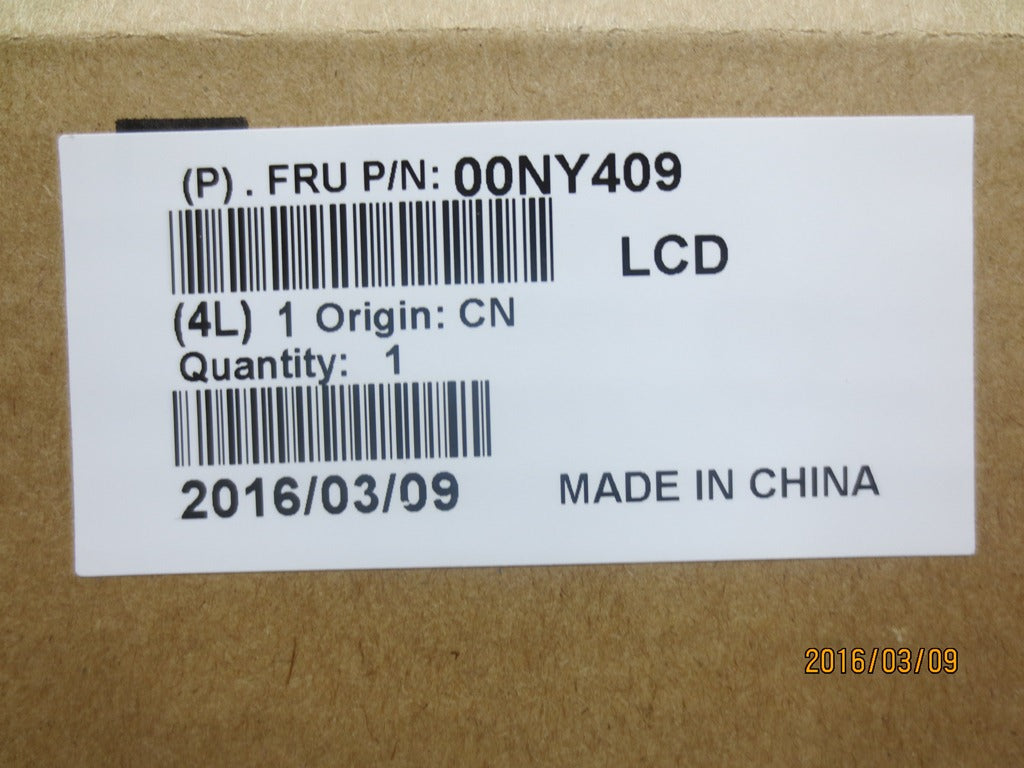 (P) . FRU P/N: 00NY409
LCD
(4L) 1 Origin: CN
Quantity: 1
2016/03/09
MADE IN CHINA
2016/03/09